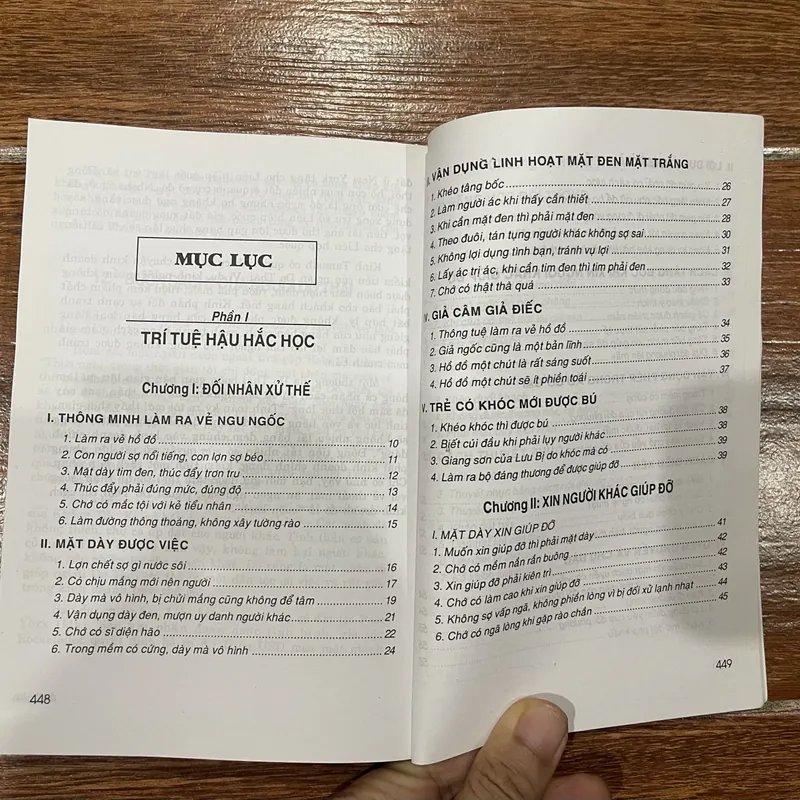 MỤC LỤC
Phần I
TRÍ TUỆ HẬU HẮC HỌC
Chương I: ĐỐI NHÂN XỬ THẾ
I. THÔNG MINH LÀM RA VẺ NGU NGỐC
1. Làm ra vẻ hồ đồ 10
2. Con người sợ nổi tiếng, con lợn sợ béo 11
3. Mặt dày tim đen, thúc đẩy trơn tru 12
4. Thúc đẩy phải đúng mức, đúng độ 13
5. Chớ có mắc tội với kẻ tiểu nhân 14
6. Làm đường thông thoáng, không xây tường rào 15
II. MẶT DÀY ĐƯỢC VIỆC
1. Lợn chết sợ gì nước sôi 16
2. Có chịu mắng mới nên người 17
3. Dày mà vô hình, bị chửi mắng cũng không để tâm 19
4. Vận dụng dày đen, mượn uy danh người khác 21
5. Chớ có sĩ diện hão 22
6. Trong mềm có cứng, dày mà vô hình 24
448
VẬN DỤNG LINH HOẠT MẶT ĐEN MẶT TRẮNG
1. Khéo tâng bốc 26
2. Làm người ác khi thấy cần thiết 27
3. Khi cần mặt đen thì phải mặt đen 28
4. Theo đuôi, tán tụng người khác không sợ sai 30
5. Không lợi dụng tình bạn, tránh vụ lợi 31
6. Lấy ác trị ác, khi cần tim đen thì tim phải đen 32
7. Chớ có thật thà quá 33
V. GIẢ CÂM GIẢ ĐIẾC
1. Thông tuệ làm ra vẻ hồ đồ 34
2. Giả ngốc cũng là một bản lĩnh 35
3. Hồ đồ một chút là rất sáng suốt 36
4. Hồ đồ một chút sẽ ít phiền toái 37
V. TRẺ CÓ KHÓC MỚI ĐƯỢC BÚ
1. Khéo khóc thì được bú 38
2. Biết cúi đầu khi phải lụy người khác 38
3. Giang sơn của Lưu Bị do khóc mà có 39
4. Làm ra bộ đáng thương để được giúp đỡ 39
Chương II: XIN NGƯỜI KHÁC GIÚP ĐỠ
I. MẶT DÀY XIN GIÚP ĐỠ 41
1. Muốn xin giúp đỡ thì phải mặt dày 42
2. Chớ có mềm nắn rắn buông 42
3. Xin giúp đỡ phải kiên trì 43
4. Chớ có làm cao khi xin giúp đỡ 44
5. Không sợ vấp ngã, không phiền lòng vì bị đối xử lạnh nhạt 44
6. Chớ có ngã lòng khi gặp rào chắn 45
449